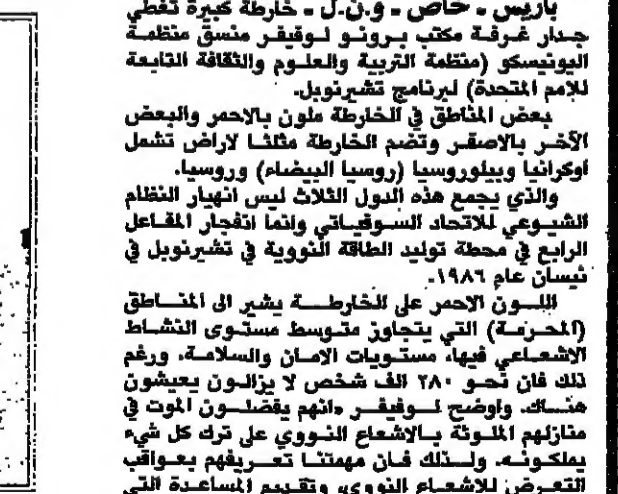 باريس ـ خاص ـ و.ن.ل ـ خارطة كبيرة تغطي
جدار غرفة مكتب برونو لوفيفر منسق منظمة
اليونيسكو (منظمة التربية والعلوم والثقافة التابعة
للامم المتحدة) لبرنامج تشيرنوبل.
بعض المناطق في الخارطة ملون بالاحمر والبعض
الآخر بالاصفر وتضم الخارطة مثلثا لاراض تشمل
أوكرانيا وبيلوروسيا (روسيا البيضاء) وروسيا.
والذي يجمع هذه الدول الثلاث ليس انهيار النظام
الشيوعي للاتحاد السوفياتي وانما انفجار المفاعل
الرابع في محطة توليد الطاقة النووية في تشيرنوبل في
نيسان عام ١٩٨٦.
اللون الاحمر على الخارطة يشير الى المناطق
(المحرمة) التي يتجاوز متوسط مستوى النشاط
الاشعاعي فيها، مستويات الامان والسلامة، ورغم
ذلك فان نحو ٢٨٠ الف شخص لا يزالون يعيشون
هناك. واوضح لوفيفر «انهم يفضلون الموت في
منازلهم الملوثة بالاشعاع النووي على ترك كل شيء
يملكونه. ولذلك فان مهمتنا تعريفهم بعواقب
التعرض للاشعاع النووي، وتقديم المساعدة التي